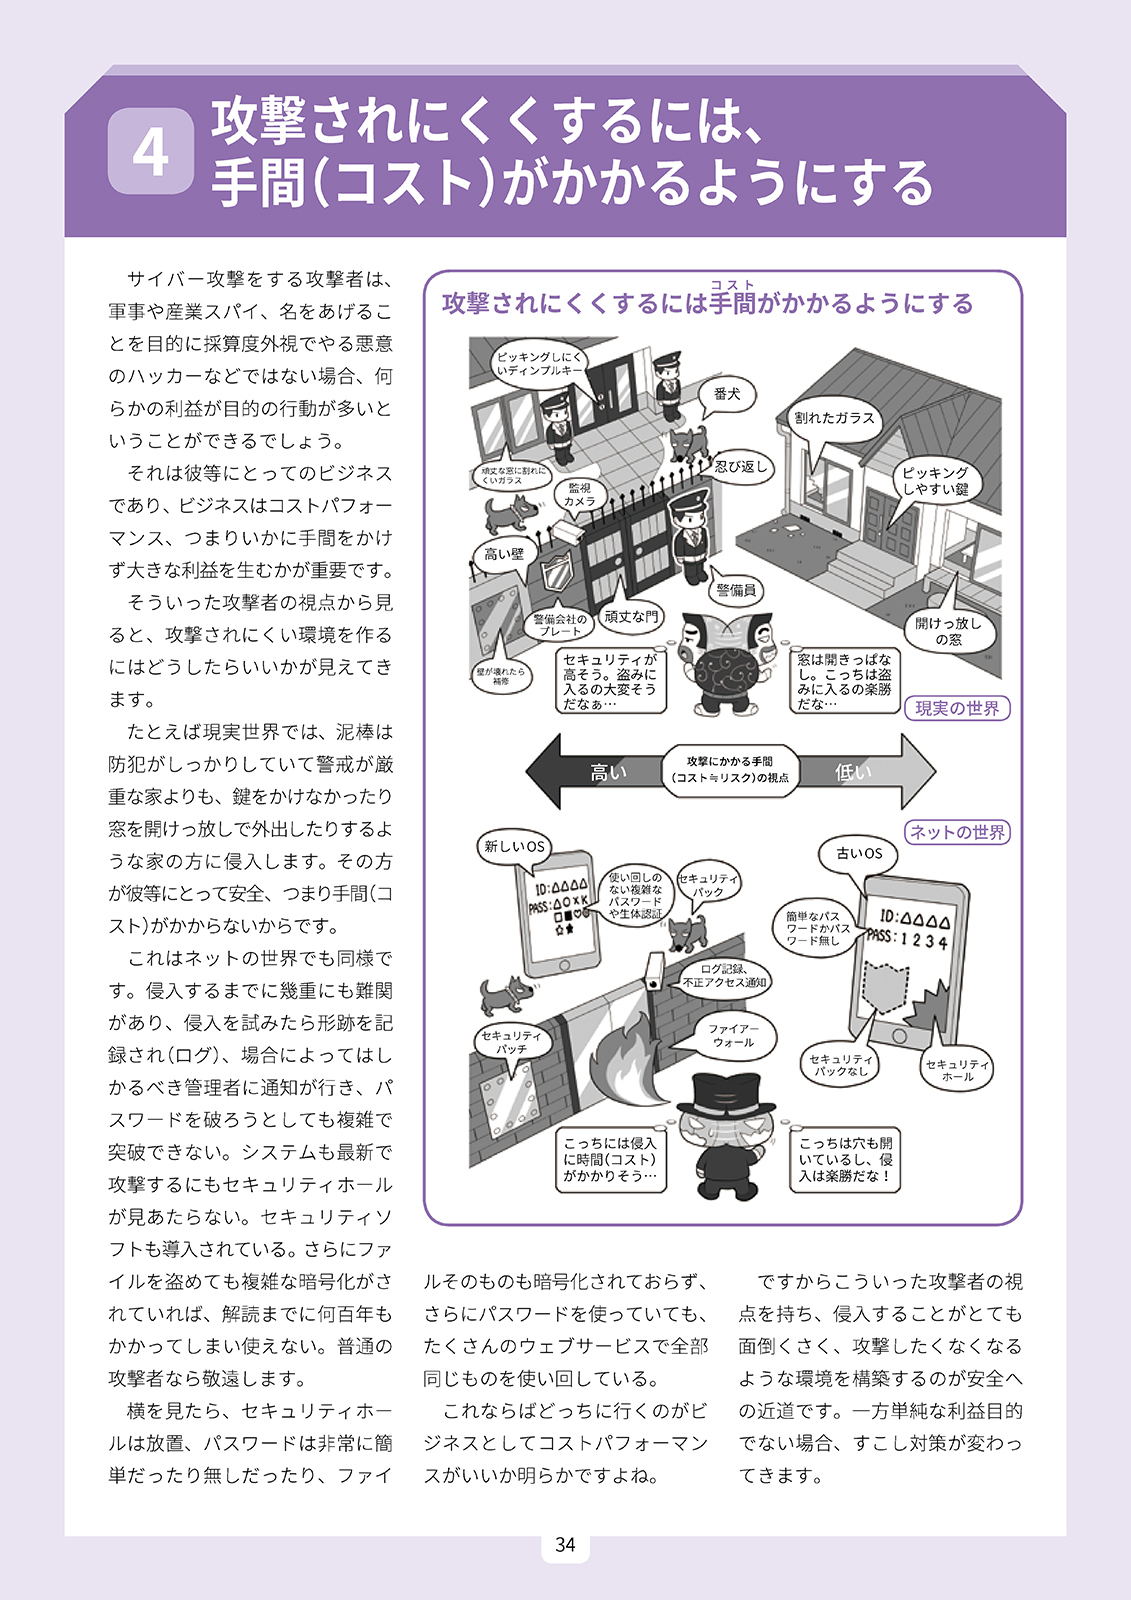 4
攻撃されにくくするには、
手間(コスト)がかかるようにする
サイバー攻撃をする攻撃者は、
軍事や産業スパイ、名をあげるこ
とを目的に採算度外視でやる悪意
のハッカーなどではない場合、何
らかの利益が目的の行動が多いと
いうことができるでしょう。
それは彼等にとってのビジネス
であり、ビジネスはコストパフォー
マンス、つまりいかに手間をかけ
ず大きな利益を生むかが重要です。
そういった攻撃者の視点から見
ると、攻撃されにくい環境を作る
にはどうしたらいいかが見えてき
ます。
たとえば現実世界では、泥棒は
防犯がしっかりしていて警戒が厳
重な家よりも、鍵をかけなかったり
窓を開けっ放しで外出したりするよ
うな家の方に侵入します。その方
が彼等にとって安全、つまり手間(コ
スト)がかからないからです。
これはネットの世界でも同様で
す。侵入するまでに幾重にも難関
があり、侵入を試みたら形跡を記
録され(ログ)、場合によってはし
かるべき管理者に通知が行き、パ
スワードを破ろうとしても複雑で
突破できない。システムも最新で
攻撃するにもセキュリティホール
が見あたらない。セキュリティソ
フトも導入されている。さらにファ
イルを盗めても複雑な暗号化がさ
れていれば、解読までに何百年も
かかってしまい使えない。普通の
攻撃者なら敬遠します。
横を見たら、セキュリティホー
ルは放置、パスワードは非常に簡
単だったり無しだったり、ファイ
コスト
攻撃されにくくするには手間がかかるようにする
ピッキングしにく
いディンプルキー
番犬
頑丈な窓に割れに
くいガラス
監視
カメラ
忍び返し
高い壁
警備会社の
プレート
頑丈な門
警備員
壁が壊れたら
補修
割れたガラス
ピッキング
しやすい鍵
開けっ放し
の窓
セキュリティが
高そう。盗みに
入るの大変そう
だなぁ…
窓は開きっぱな
し。こっちは盗
みに入るの楽勝
だな…
現実の世界
高い
攻撃にかかる手間
(コスト≒リスク)の視点
低い
ネットの世界
新しいOS
ID:△△△△
PASS:△○×K
使い回しの
ない複雑な
パスワード
や生体認証
セキュリティ
パック
ログ記録、
不正アクセス通知
セキュリティ
パッチ
ファイアー
ウォール
古いOS
簡単なパス
ワードかパス
ワード無し
ID:△△△△
PASS:1234
セキュリティ
パックなし
セキュリティ
ホール
こっちには侵入
に時間(コスト)
がかかりそう…
こっちは穴も開
いているし、侵
入は楽勝だな！
ルそのものも暗号化されておらず、
さらにパスワードを使っていても、
たくさんのウェブサービスで全部
同じものを使い回している。
これならばどっちに行くのがビ
ジネスとしてコストパフォーマン
スがいいか明らかですよね。
ですからこういった攻撃者の視
点を持ち、侵入することがとても
面倒くさく、攻撃したくなくなる
ような環境を構築するのが安全へ
の近道です。一方単純な利益目的
でない場合、すこし対策が変わっ
てきます。
34